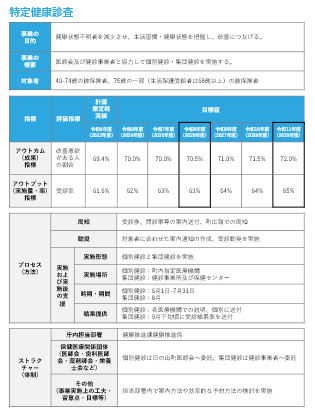 特定健康診査
事業の
目的
健康状態不明者を減少させ、生活習慣・健康状態を把握し、改善につなげる。
事業の
概要
医師会及び健診事業者と協力して個別健診・集団健診を実施する。
対象者
40-74歳の被保険者、75歳の一部（生活保護受給者は68歳以上）の被保険者
指標
評価指標
計画
策定時
実績
目標値
令和4年度
(2022年度)
令和6年度
(2024年度)
令和7年度
(2025年度)
令和8年度
(2026年度)
令和9年度
(2027年度)
令和10年度
(2028年度)
令和11年度
(2029年度)
アウトカム
（成果）
指標
改善意欲
がある人
の割合
69.4%
70.0%
70.0%
70.5%
71.0%
71.5%
72.0%
アウトプット
（実施量・率）
指標
受診率
61.6%
62%
63%
63%
64%
64%
65%
プロセス
（方法）
周知
受診券、問診票等の案内送付、町広報での周知
勧奨
対象者に合わせた案内通知の作成、受診勧奨を実施
実施
およ
び実
施後
の支
援
実施形態
個別健診と集団健診を実施
実施場所
個別健診：町内指定医療機関
集団健診：健診事業所及び保健センター
時期・期間
個別健診：6月1日-7月31日
集団健診：8月
結果提供
個別健診：各医療機関での説明、個別に送付
集団健診：9月下旬頃に受診結果表を送付
ストラク
チャー
（体制）
庁内担当部署
健康推進課健康推進係
保健医療関係団体
（医師会・歯科医師
会・薬剤師会・栄養
士会など）
個別健診は日の出町医師会へ委託、集団健診は健診事業者へ委託
その他
（事業実施上の工夫・
留意点・目標等）
担当部署内で案内方法や効率的な予約方法の検討を実施